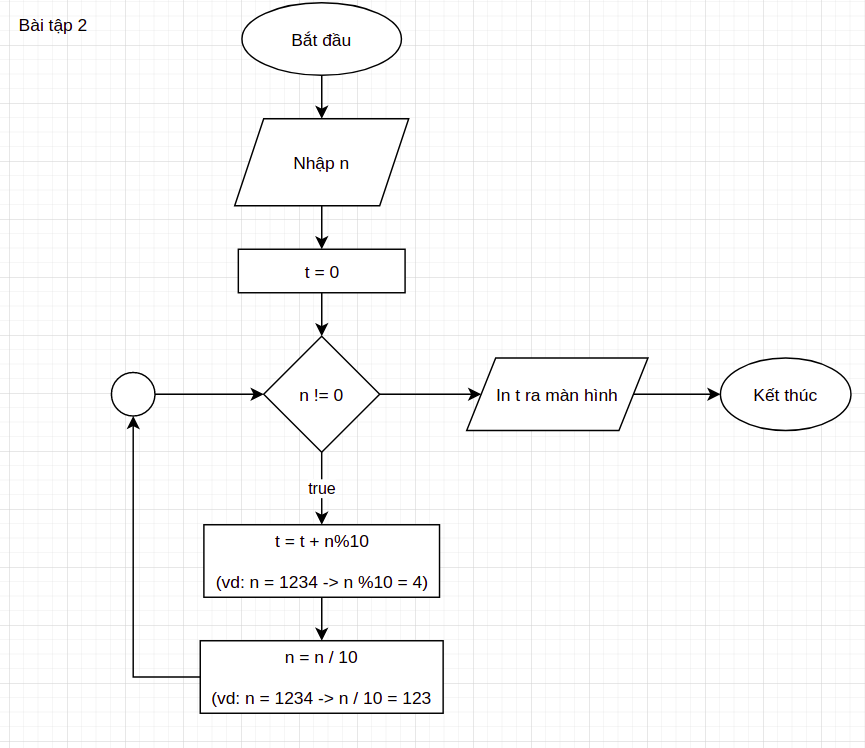 Bài tập 2
Bắt đầu
Nhập n
t = 0
n != 0
In t ra màn hình
Kết thúc
true
t = t + n%10
(vd: n = 1234 -> n %10 = 4)
n = n / 10
(vd: n = 1234 -> n / 10 = 123